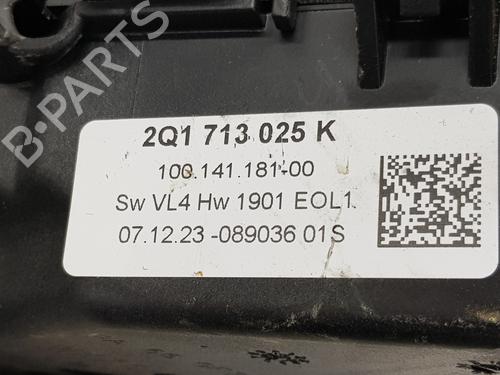 2Q1 713 025 K
100.141.181-00
Sw VL4 Hw 1901 EOL1
07.12.23 -089036 01S
B-PARTS